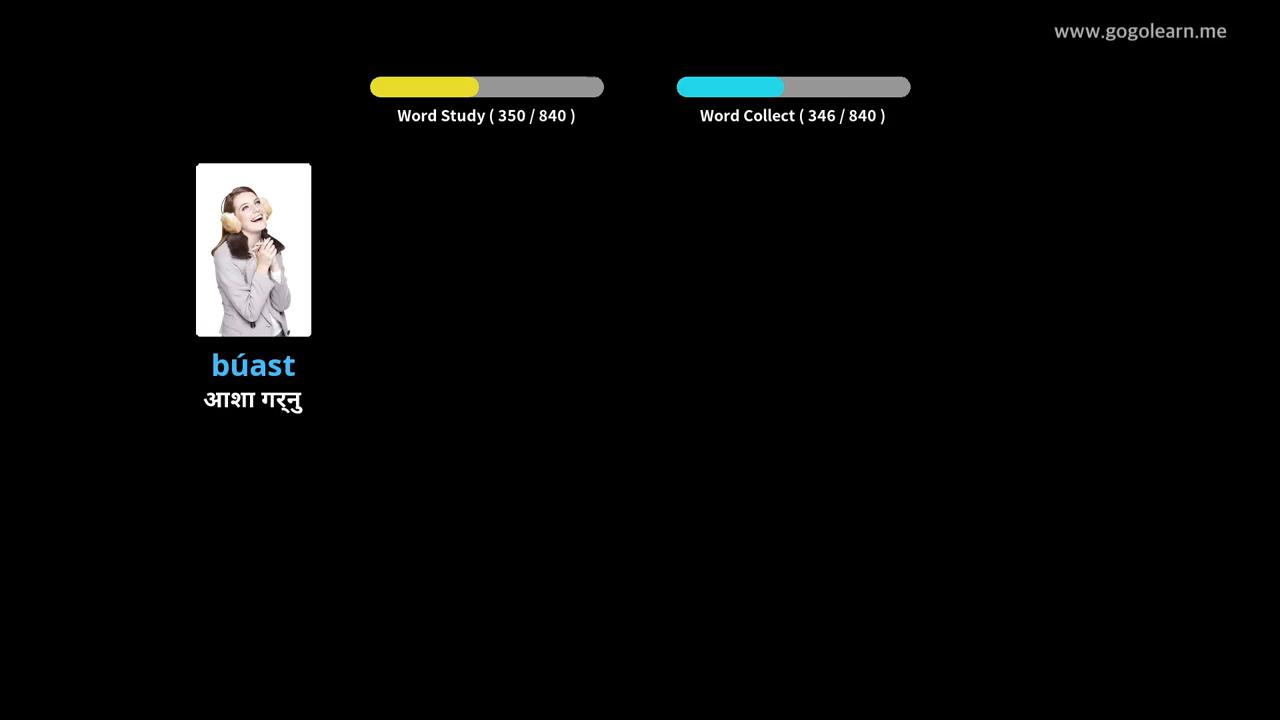 www.gogolearn.me
Word Study ( 350 / 840 )
Word Collect ( 346 / 840 )
búast
आशा गर्नु